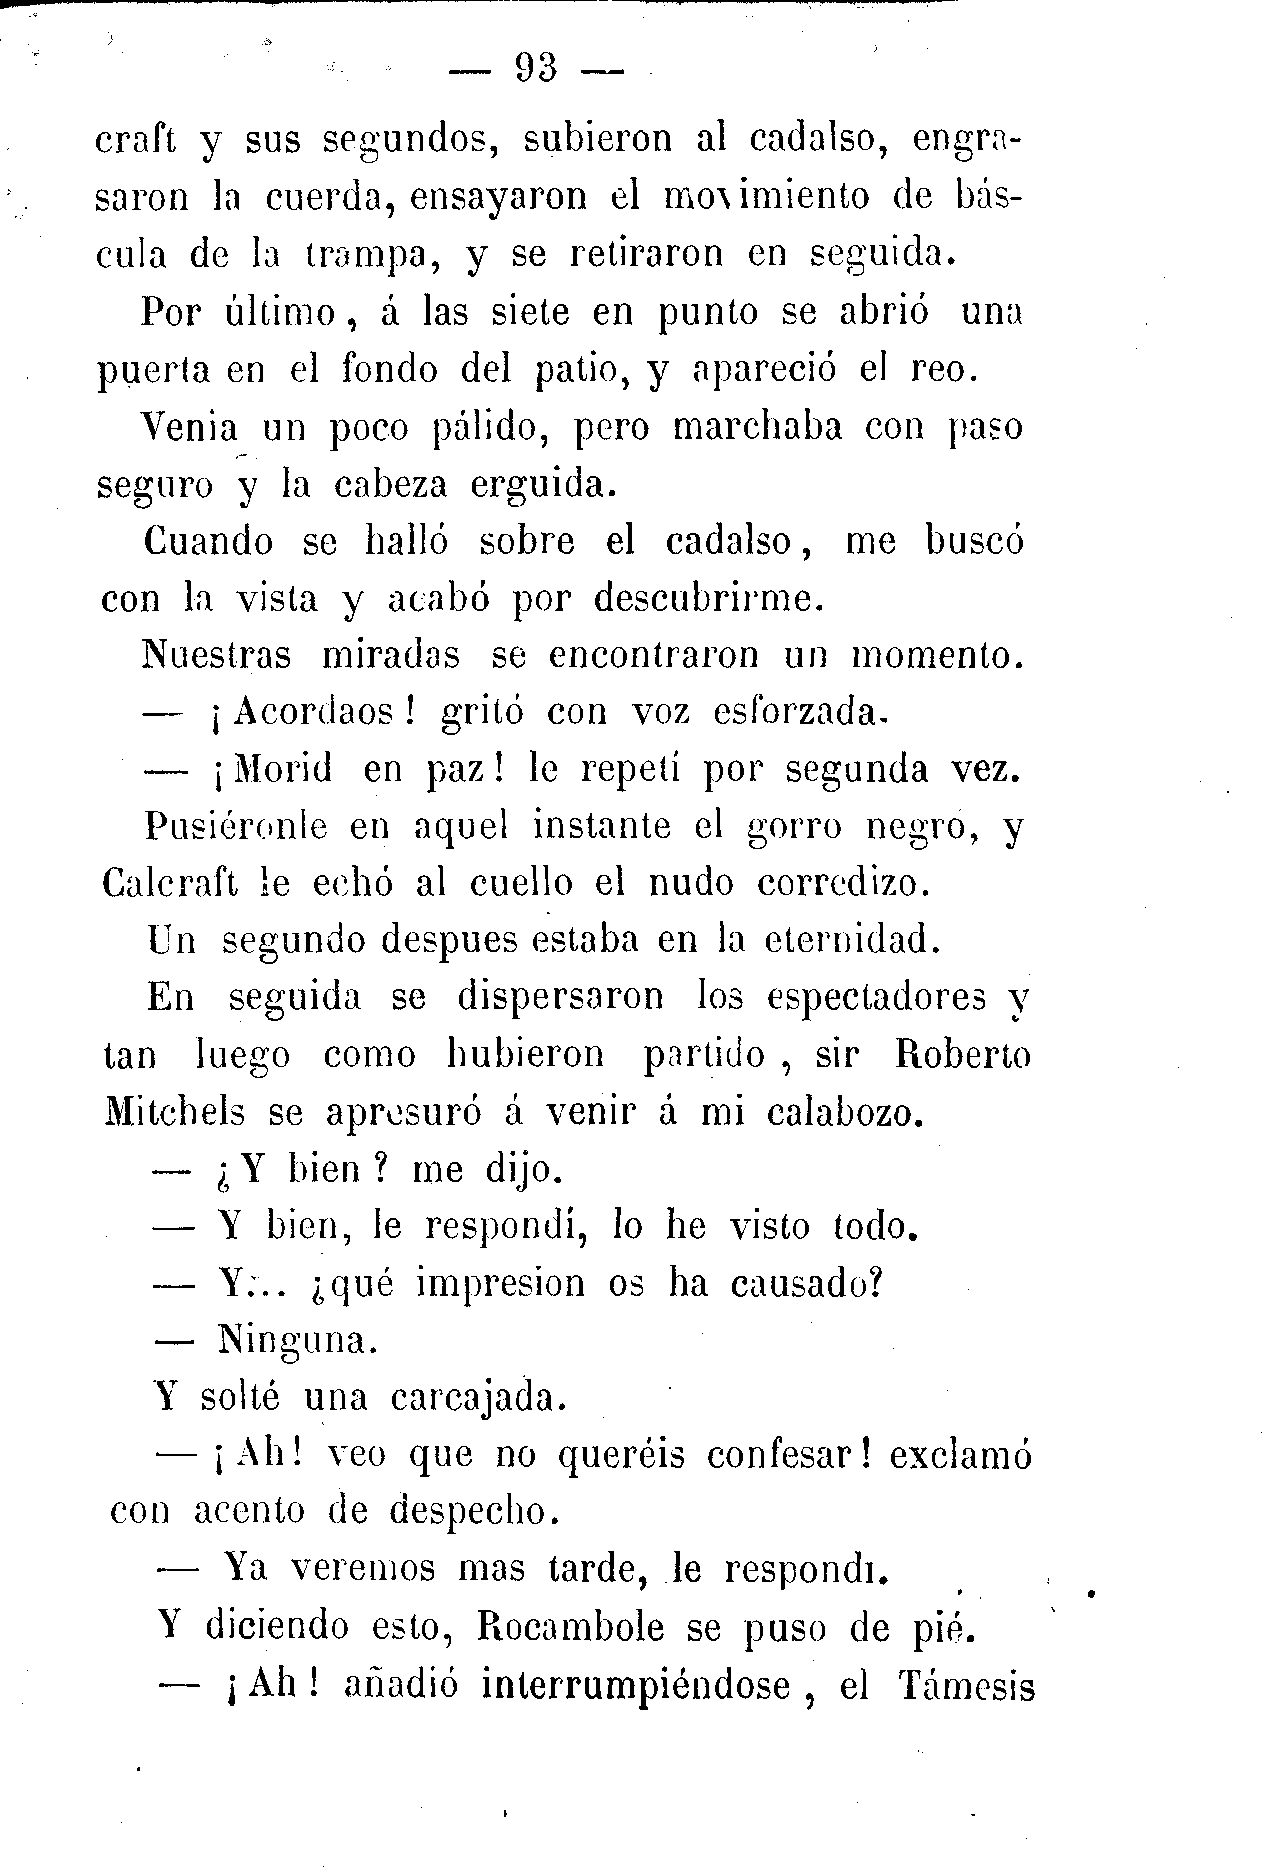 — 93 —
craft y sus segundos, subieron al cadalso, engra-
saron la cuerda, ensayaron el movimiento de bás-
cula de la trampa, y se retiraron en seguida.
Por último, á las siete en punto se abrió una
puerta en el fondo del patio, y apareció el reo.
Venia un poco pálido, pero marchaba con paso
seguro y la cabeza erguida.
Cuando se halló sobre el cadalso, me buscó
con la vista y acabó por descubrirme.
Nuestras miradas se encontraron un momento.
— ¡Acordaos! gritó con voz esforzada.
— ¡Morid en paz! le repetí por segunda vez.
Pusiéronle en aquel instante el gorro negro, y
Calcraft le echó al cuello el nudo corredizo.
Un segundo despues estaba en la eternidad.
En seguida se dispersaron los espectadores y
tan luego como hubieron partido, sir Roberto
Mitchels se apresuró á venir á mi calabozo.
— ¿Y bien? me dijo.
— Y bien, le respondí, lo he visto todo.
— Y... ¿qué impresion os ha causado?
— Ninguna.
Y solté una carcajada.
— ¡Ah! veo que no queréis confesar! exclamó
con acento de despecho.
— Ya veremos mas tarde, le respondı.
Y diciendo esto, Rocambole se puso de pié.
— ¡Ah! añadió interrumpiéndose, el Támesis